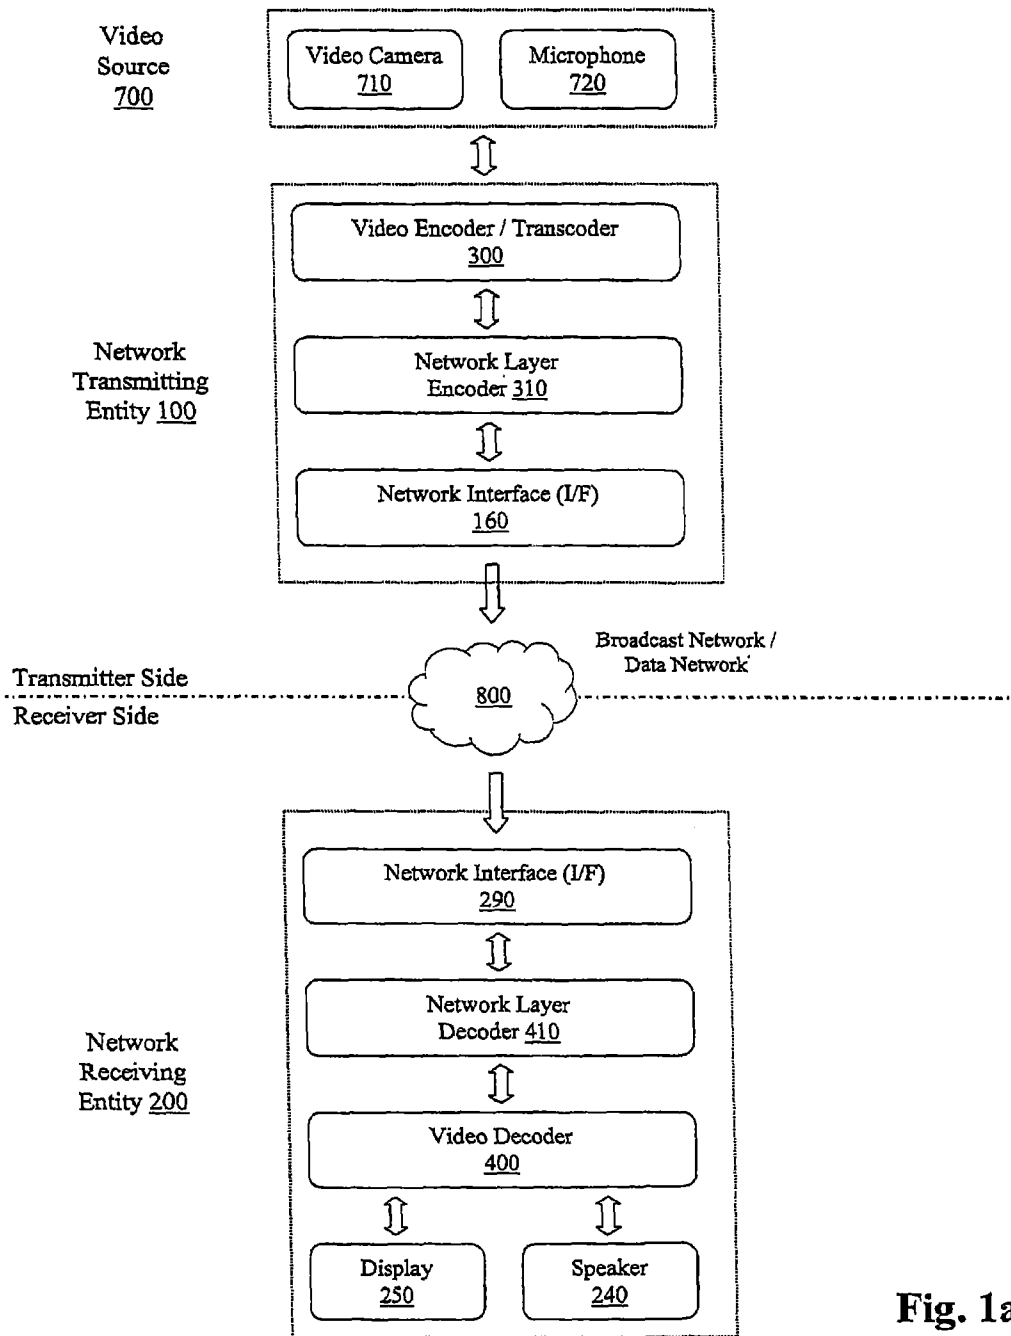 Video
Source
700
Video Camera
710
Microphone
720
Video Encoder / Transcoder
300
Network
Transmitting
Entity 100
Network Layer
Encoder 310
Network Interface (I/F)
160
Broadcast Network /
Data Network
Transmitter Side
800
Receiver Side
Network Interface (I/F)
290
Network Layer
Decoder 410
Network
Receiving
Entity 200
Video Decoder
400
Display
250
Speaker
240
Fig. 1a